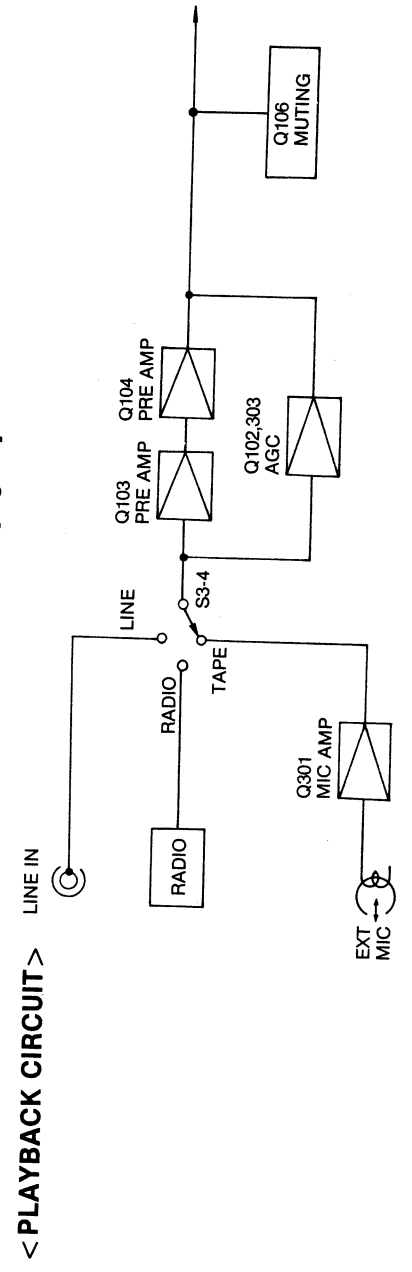 <PLAYBACK CIRCUIT>
LINE IN
LINE
RADIO
RADIO
TAPE
S3-4
EXT
MIC
Q301
MIC AMP
Q103
PRE AMP
Q104
PRE AMP
Q102,303
AGC
Q106
MUTING